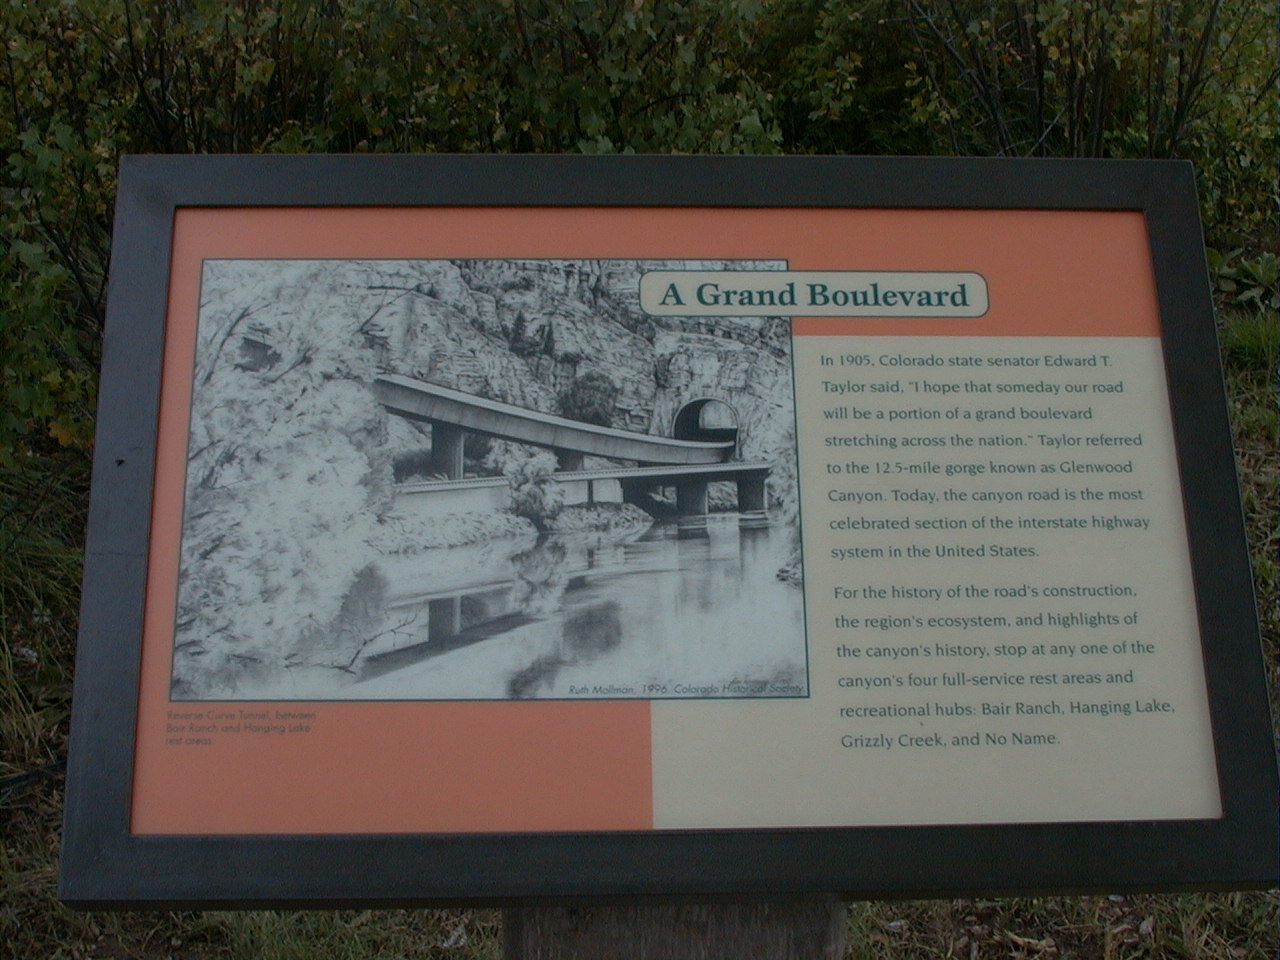 A Grand Boulevard
In 1905, Colorado state senator Edward T.
Taylor said, "I hope that someday our road
will be a portion of a grand boulevard
stretching across the nation." Taylor referred
to the 12.5-mile gorge known as Glenwood
Canyon. Today, the canyon road is the most
celebrated section of the interstate highway
system in the United States.
For the history of the road's construction,
the region's ecosystem, and highlights of
the canyon's history, stop at any one of the
canyon's four full-service rest areas and
recreational hubs: Bair Ranch, Hanging Lake,
Grizzly Creek, and No Name.
Ruth Mollman, 1996. Colorado Historical Society
Reverse Curve Tunnel, between
Bair Ranch and Hanging Lake
rest areas.